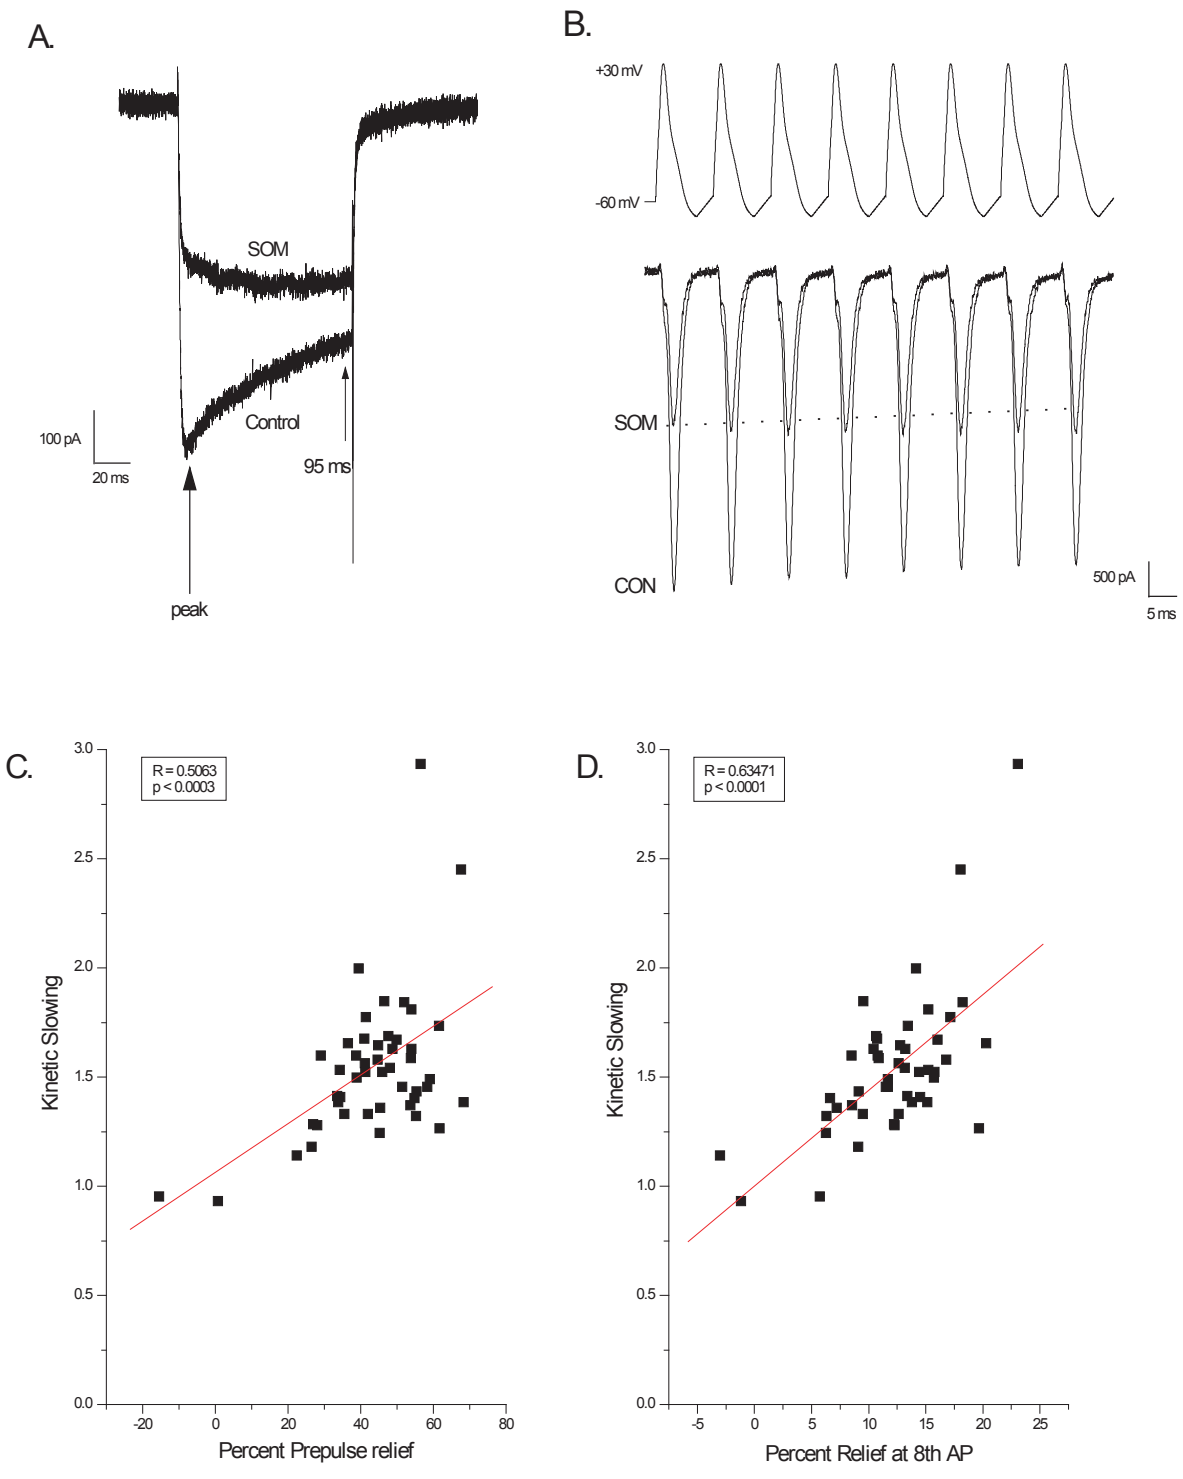 A.
SOM
Control
100 pA
20 ms
95 ms
peak
B.
+30 mV
-60 mV
SOM
CON
500 pA
5 ms
C.
R = 0.5063
p < 0.0003
3.0
2.5
2.0
1.5
1.0
0.5
0.0
Kinetic Slowing
-20 0 20 40 60 80
Percent Prepulse relief
D.
R = 0.63471
p < 0.0001
3.0
2.5
2.0
1.5
1.0
0.5
0.0
Kinetic Slowing
-5 0 5 10 15 20 25
Percent Relief at 8th AP